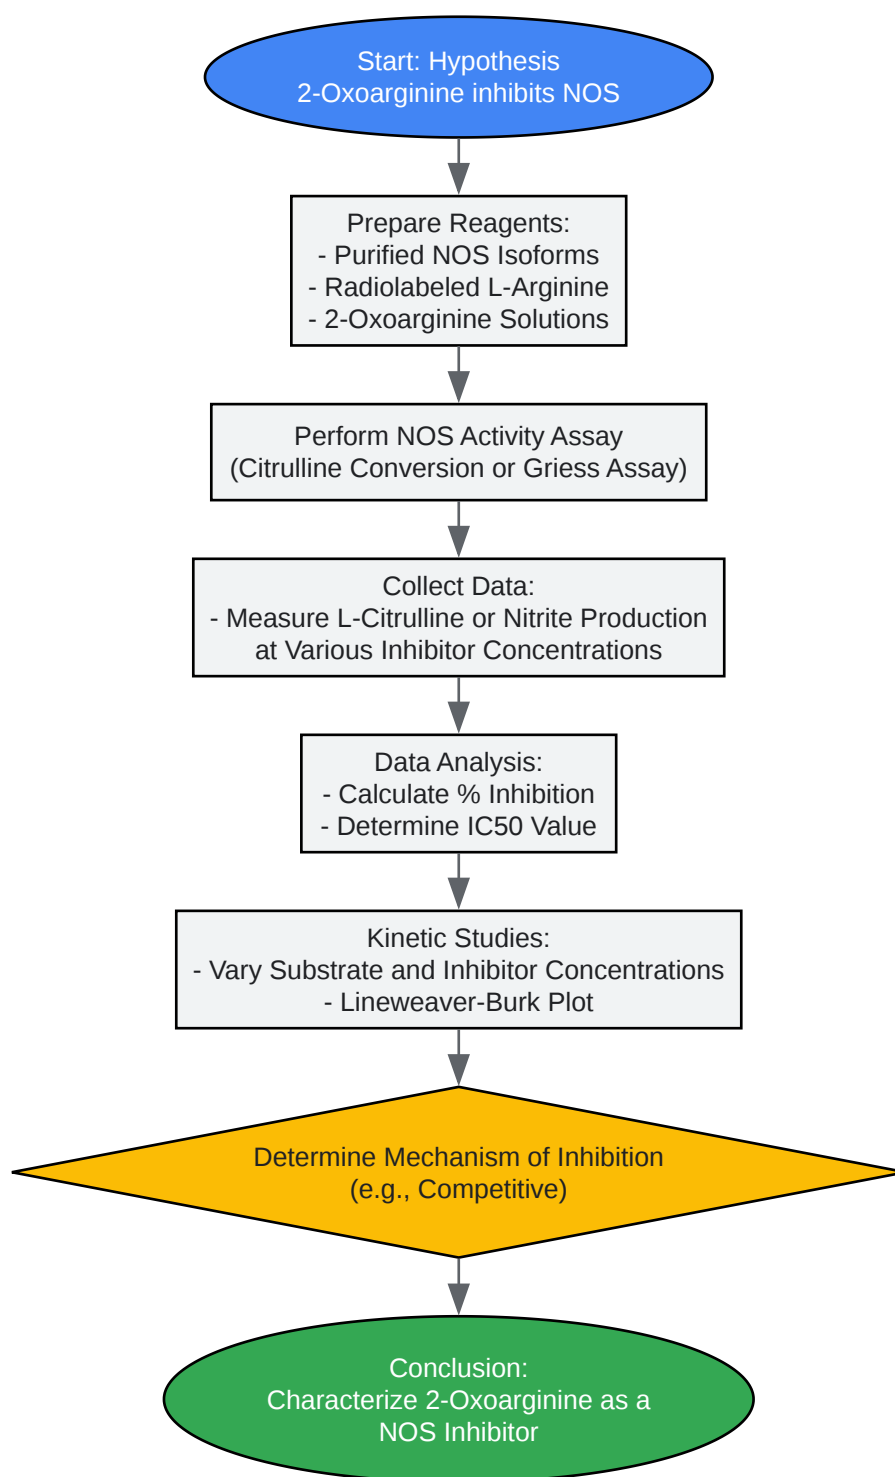 Start: Hypothesis
2-Oxoarginine inhibits NOS
Prepare Reagents:
- Purified NOS Isoforms
- Radiolabeled L-Arginine
- 2-Oxoarginine Solutions
Perform NOS Activity Assay
(Citrulline Conversion or Griess Assay)
Collect Data:
- Measure L-Citrulline or Nitrite Production
at Various Inhibitor Concentrations
Data Analysis:
- Calculate % Inhibition
- Determine IC50 Value
Kinetic Studies:
- Vary Substrate and Inhibitor Concentrations
- Lineweaver-Burk Plot
Determine Mechanism of Inhibition
(e.g., Competitive)
Conclusion:
Characterize 2-Oxoarginine as a
NOS Inhibitor